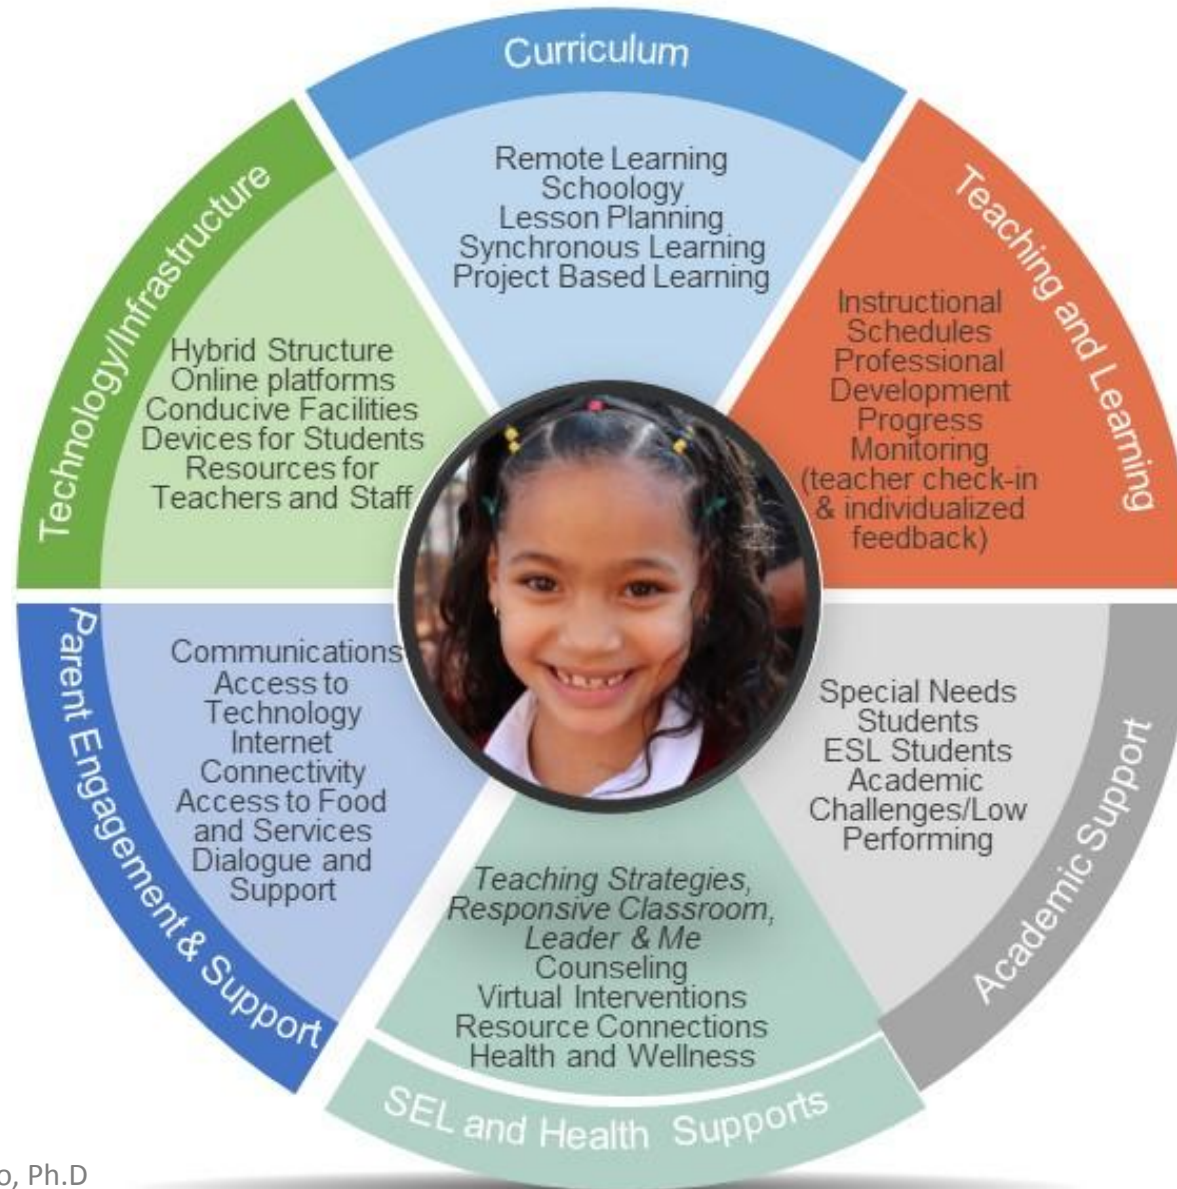 Curriculum
Remote Learning
Schoology
Lesson Planning
Synchronous Learning
Project Based Learning
Teaching and Learning
Instructional
Schedules
Professional
Development
Progress
Monitoring
(teacher check-in
& individualized
feedback)
Academic Support
Special Needs
Students
ESL Students
Academic
Challenges/Low
Performing
SEL and Health Supports
Teaching Strategies,
Responsive Classroom,
Leader & Me
Counseling
Virtual Interventions
Resource Connections
Health and Wellness
Parent Engagement & Support
Communications
Access to
Technology
Internet
Connectivity
Access to Food
and Services
Dialogue and
Support
Technology/Infrastructure
Hybrid Structure
Online platforms
Conducive Facilities
Devices for Students
Resources for
Teachers and Staff
o, Ph.D